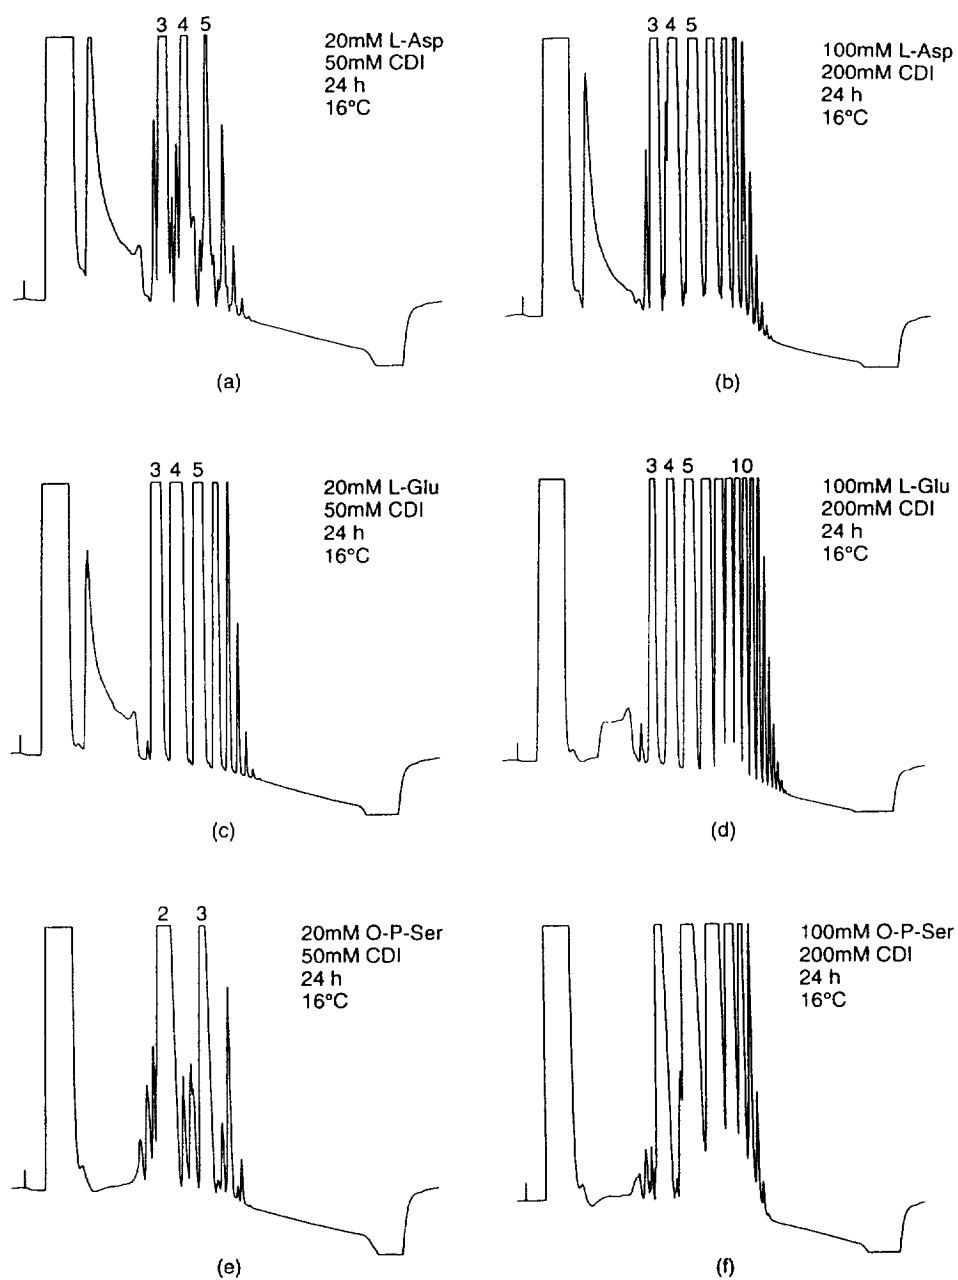 3 4 5
20mM L-Asp
50mM CDI
24 h
16°C
(a)
3 4 5
100mM L-Asp
200mM CDI
24 h
16°C
(b)
3 4 5
20mM L-Glu
50mM CDI
24 h
16°C
(c)
3 4 5 10
100mM L-Glu
200mM CDI
24 h
16°C
(d)
2 3
20mM O-P-Ser
50mM CDI
24 h
16°C
(e)
100mM O-P-Ser
200mM CDI
24 h
16°C
(f)